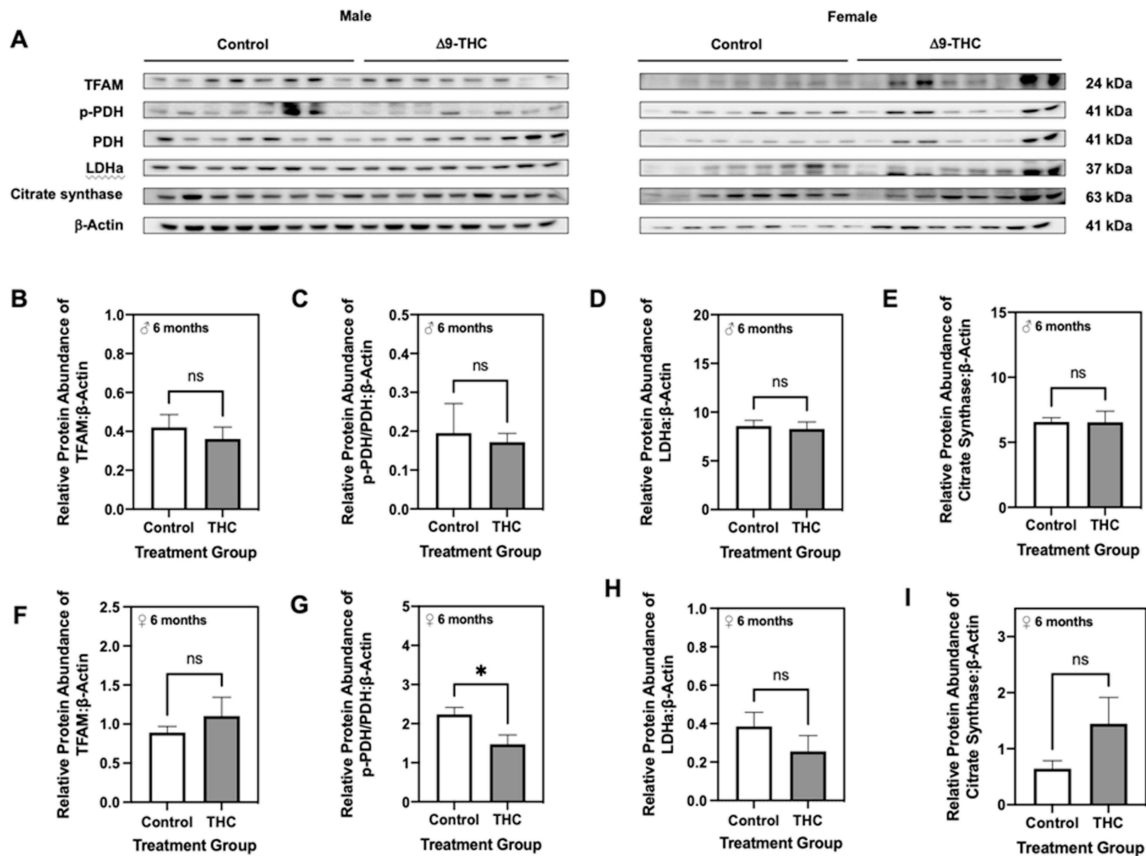 Male
Female
A
Control
Δ9-THC
Control
Δ9-THC
TFAM
24 kDa
p-PDH
41 kDa
PDH
41 kDa
LDHa
37 kDa
Citrate synthase
63 kDa
β-Actin
41 kDa
B
Relative Protein Abundance of
TFAM:β-Actin
1.0
0.8
0.6
0.4
0.2
0.0
♂ 6 months
ns
Control THC
Treatment Group
C
Relative Protein Abundance of
p-PDH/PDH:β-Actin
0.5
0.4
0.3
0.2
0.1
0.0
♂ 6 months
ns
Control THC
Treatment Group
D
Relative Protein Abundance of
LDHa:β-Actin
20
15
10
5
0
♂ 6 months
ns
Control THC
Treatment Group
E
Relative Protein Abundance of
Citrate Synthase:β-Actin
15
10
5
0
♂ 6 months
ns
Control THC
Treatment Group
F
Relative Protein Abundance of
TFAM:β-Actin
2.5
2.0
1.5
1.0
0.5
0.0
♀ 6 months
ns
Control THC
Treatment Group
G
Relative Protein Abundance of
p-PDH/PDH:β-Actin
5
4
3
2
1
0
♀ 6 months
*
Control THC
Treatment Group
H
Relative Protein Abundance of
LDHa:β-Actin
1.0
0.8
0.6
0.4
0.2
0.0
♀ 6 months
ns
Control THC
Treatment Group
I
Relative Protein Abundance of
Citrate Synthase:β-Actin
3
2
1
0
♀ 6 months
ns
Control THC
Treatment Group